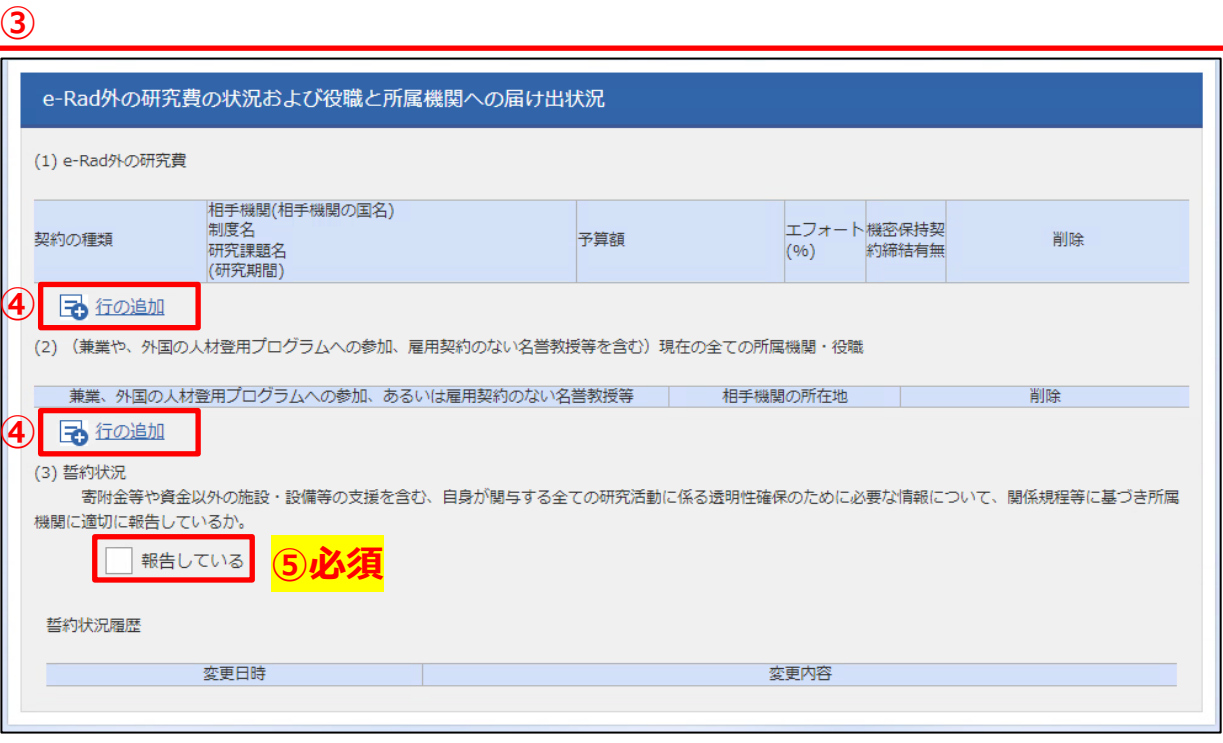 ③
e-Rad外の研究費の状況および役職と所属機関への届け出状況
(1) e-Rad外の研究費
契約の種類
相手機関(相手機関の国名)
制度名
研究課題名
(研究期間)
予算額
エフォート
(%)
機密保持契
約締結有無
削除
④ 行の追加
(2) （兼業や、外国の人材登用プログラムへの参加、雇用契約のない名誉教授等を含む）現在の全ての所属機関・役職
兼業、外国の人材登用プログラムへの参加、あるいは雇用契約のない名誉教授等 相手機関の所在地 削除
④ 行の追加
(3) 誓約状況
寄附金等や資金以外の施設・設備等の支援を含む、自身が関与する全ての研究活動に係る透明性確保のために必要な情報について、関係規程等に基づき所属
機関に適切に報告しているか。
報告している ⑤必須
誓約状況履歴
変更日時 変更内容